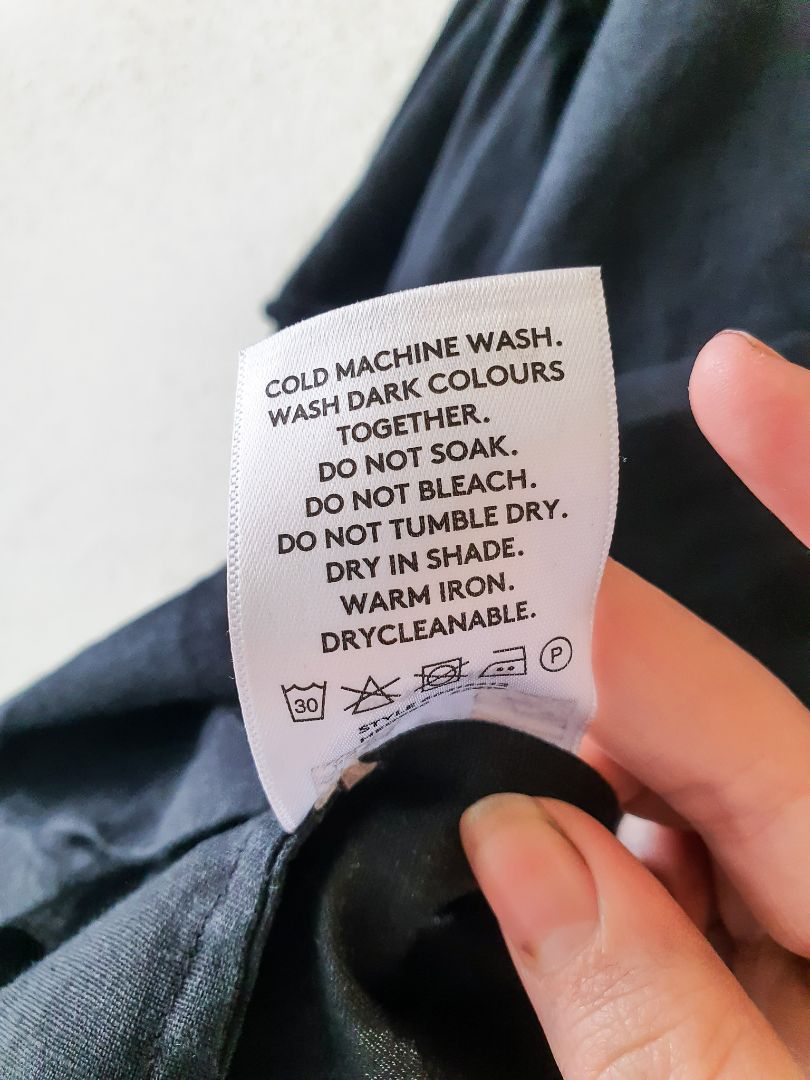 COLD MACHINE WASH.
WASH DARK COLOURS
TOGETHER.
DO NOT SOAK.
DO NOT BLEACH.
DO NOT TUMBLE DRY.
DRY IN SHADE.
WARM IRON.
DRYCLEANABLE.
30 P
STYLE